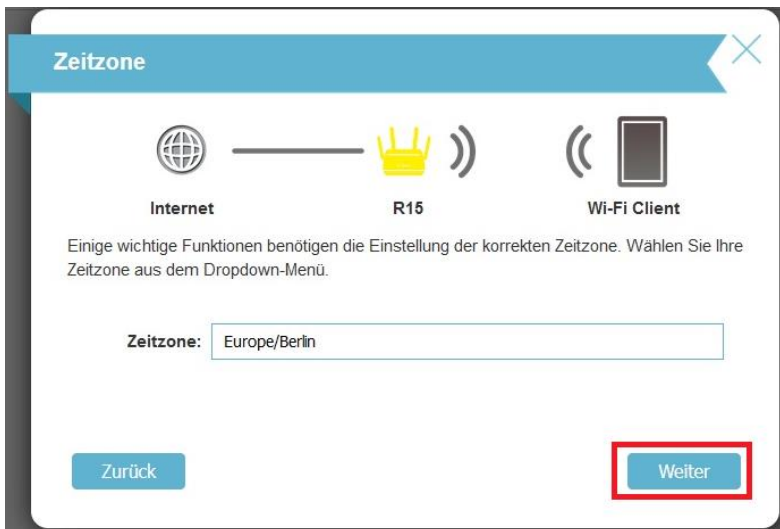 Zeitzone
Internet
R15
Wi-Fi Client
Einige wichtige Funktionen benötigen die Einstellung der korrekten Zeitzone. Wählen Sie Ihre
Zeitzone aus dem Dropdown-Menü.
Zeitzone: Europe/Berlin
Zurück
Weiter